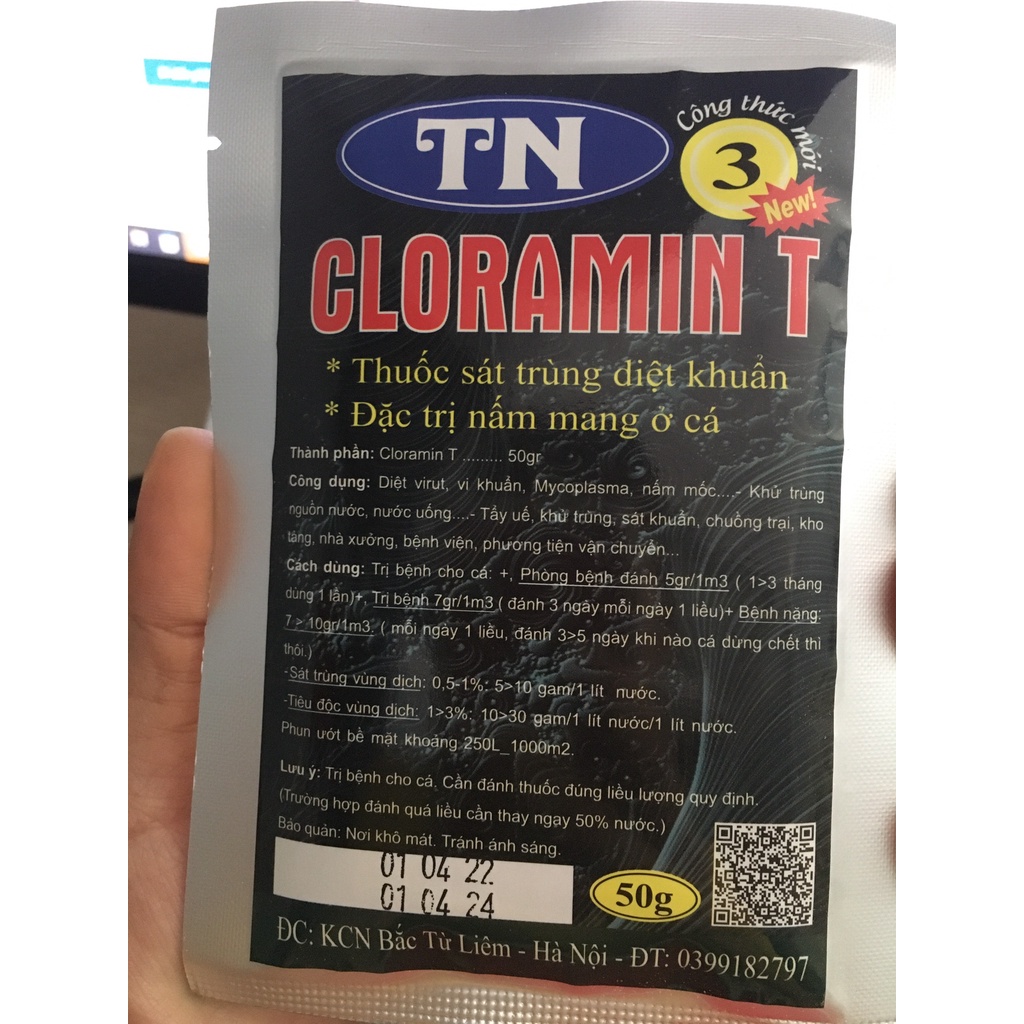 TN
Công thức mới
3
New!
CLORAMIN T
* Thuốc sát trùng diệt khuẩn
* Đặc trị nấm mang ở cá
Thành phần: Cloramin T ......... 50gr
Công dụng: Diệt virut, vi khuẩn, Mycoplasma, nấm mốc....- Khử trùng
nguồn nước, nước uống....- Tẩy uế, khử trùng, sát khuẩn, chuồng trại, kho
tàng, nhà xưởng, bệnh viện, phương tiện vận chuyển...
Cách dùng: Trị bệnh cho cá: +, Phòng bệnh đánh 5gr/1m3 ( 1>3 tháng
dùng 1 lần)+, Trị bệnh 7gr/1m3 ( đánh 3 ngày mỗi ngày 1 liều)+ Bệnh nặng:
7 > 10gr/1m3. ( mỗi ngày 1 liều, đánh 3>5 ngày khi nào cá dừng chết thì
thôi.)
-Sát trùng vùng dịch: 0,5-1%: 5>10 gam/1 lít nước.
-Tiêu độc vùng dịch: 1>3%: 10>30 gam/1 lít nước/1 lít nước.
Phun ướt bề mặt khoảng 250L_1000m2.
Lưu ý: Trị bệnh cho cá, Cần đánh thuốc đúng liều lượng quy định.
(Trường hợp đánh quá liều cần thay ngay 50% nước.)
Bảo quản: Nơi khô mát. Tránh ánh sáng.
01 04 22
01 04 24
50g
ĐC: KCN Bắc Từ Liêm - Hà Nội - ĐT: 0399182797